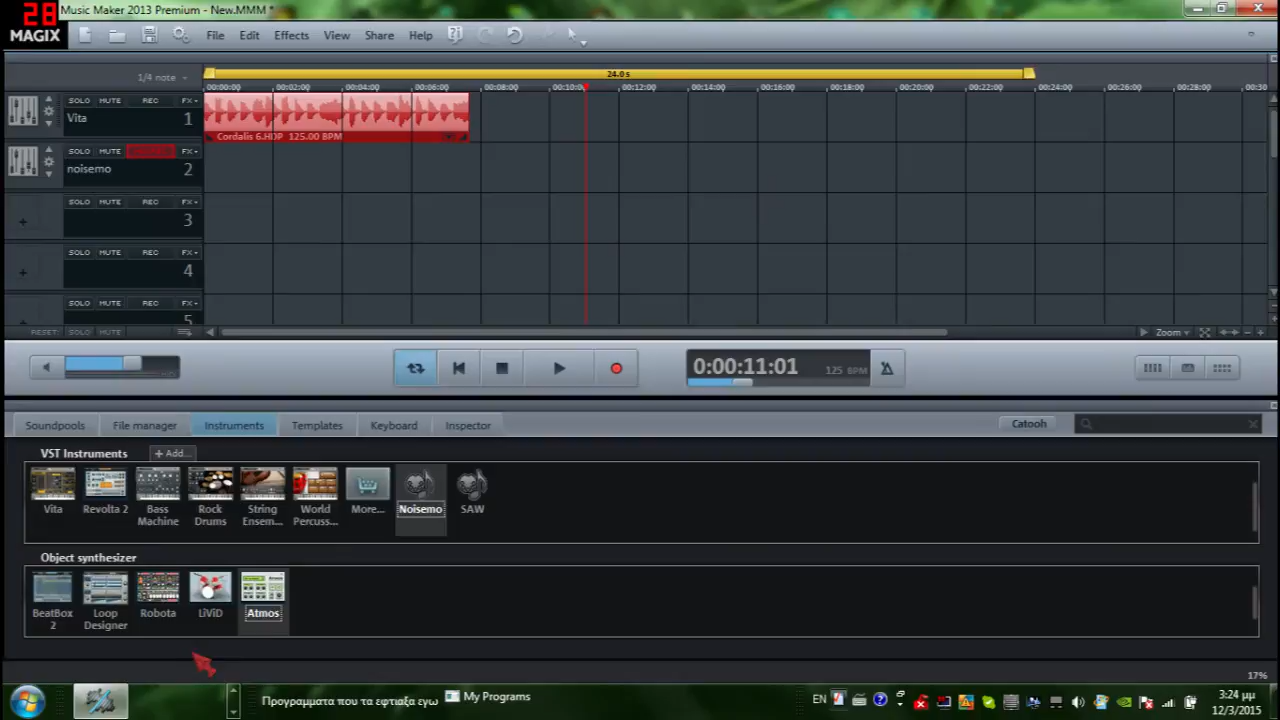 28
Music Maker 2013 Premium - New.MMM *
MAGIX
File Edit Effects View Share Help
1/4 note
24.0 s
00:00:00 00:02:00 00:04:00 00:06:00 00:08:00 00:10:00 00:12:00 00:14:00 00:16:00 00:18:00 00:20:00 00:22:00 00:24:00 00:26:00 00:28:00 00:30
SOLO MUTE REC FX
Vita 1
Cordalis 6.HDP 125.00 BPM
SOLO MUTE FX
noisemo 2
SOLO MUTE REC FX
3
SOLO MUTE REC FX
4
SOLO MUTE REC FX
5
RESET: SOLO MUTE
Zoom
0:00:11:01 125 BPM
Soundpools File manager Instruments Templates Keyboard Inspector Catooh
VST Instruments + Add...
Vita Revolta 2 Bass Machine Rock Drums String Ensem... World Percuss... More... Noisemo SAW
Object synthesizer
BeatBox 2 Loop Designer Robota LiViD Atmos
17%
Προγραμματα που τα εφτιαξα εγω My Programs EN 3:24 μμ
12/3/2015